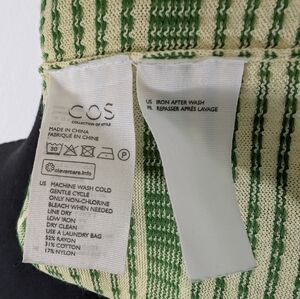 COS
COLLECTION OF STYLE
MADE IN CHINA
FABRIQUÉ EN CHINE
30
P
clevercare.info
US MACHINE WASH COLD
GENTLE CYCLE
ONLY NON-CHLORINE
BLEACH WHEN NEEDED
LINE DRY
LOW IRON
DRY CLEAN
USE A LAUNDRY BAG
52% RAYON
31% COTTON
17% NYLON
US IRON AFTER WASH
FR REPASSER APRÈS LAVAGE